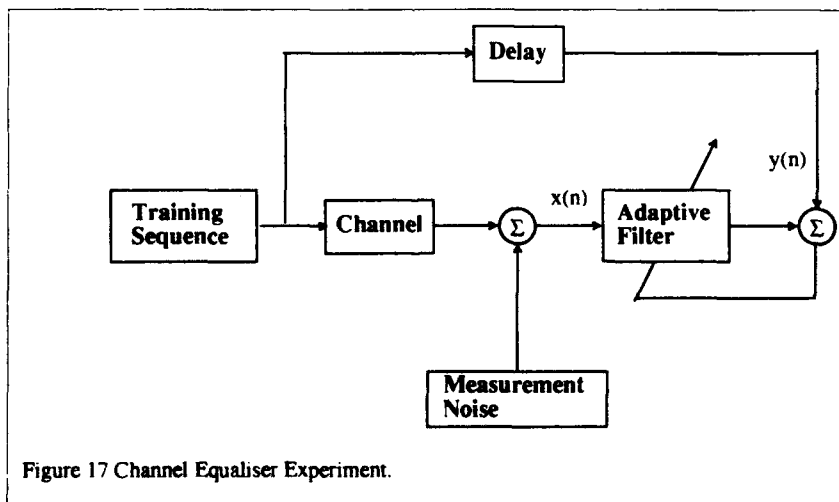 Delay
y(n)
x(n)
Training
Sequence
Channel
Σ
Adaptive
Filter
Σ
Measurement
Noise
Figure 17 Channel Equaliser Experiment.